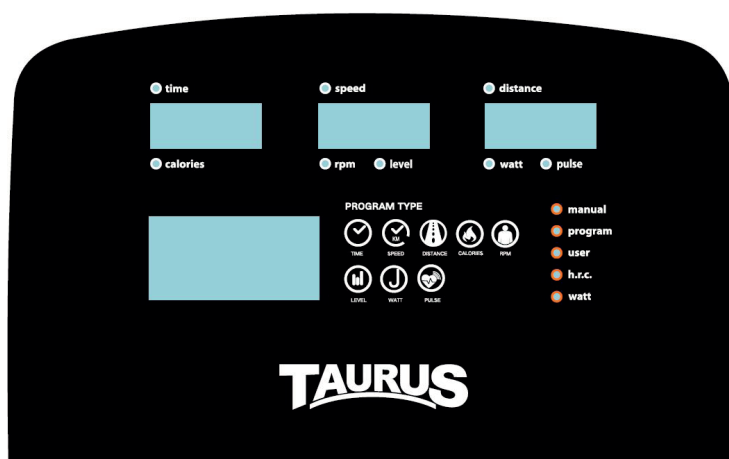 time speed distance
calories rpm level watt pulse
PROGRAM TYPE
KM
TIME SPEED DISTANCE CALORIES RPM
LEVEL WATT PULSE
manual
program
user
h.r.c.
watt
TAURUS